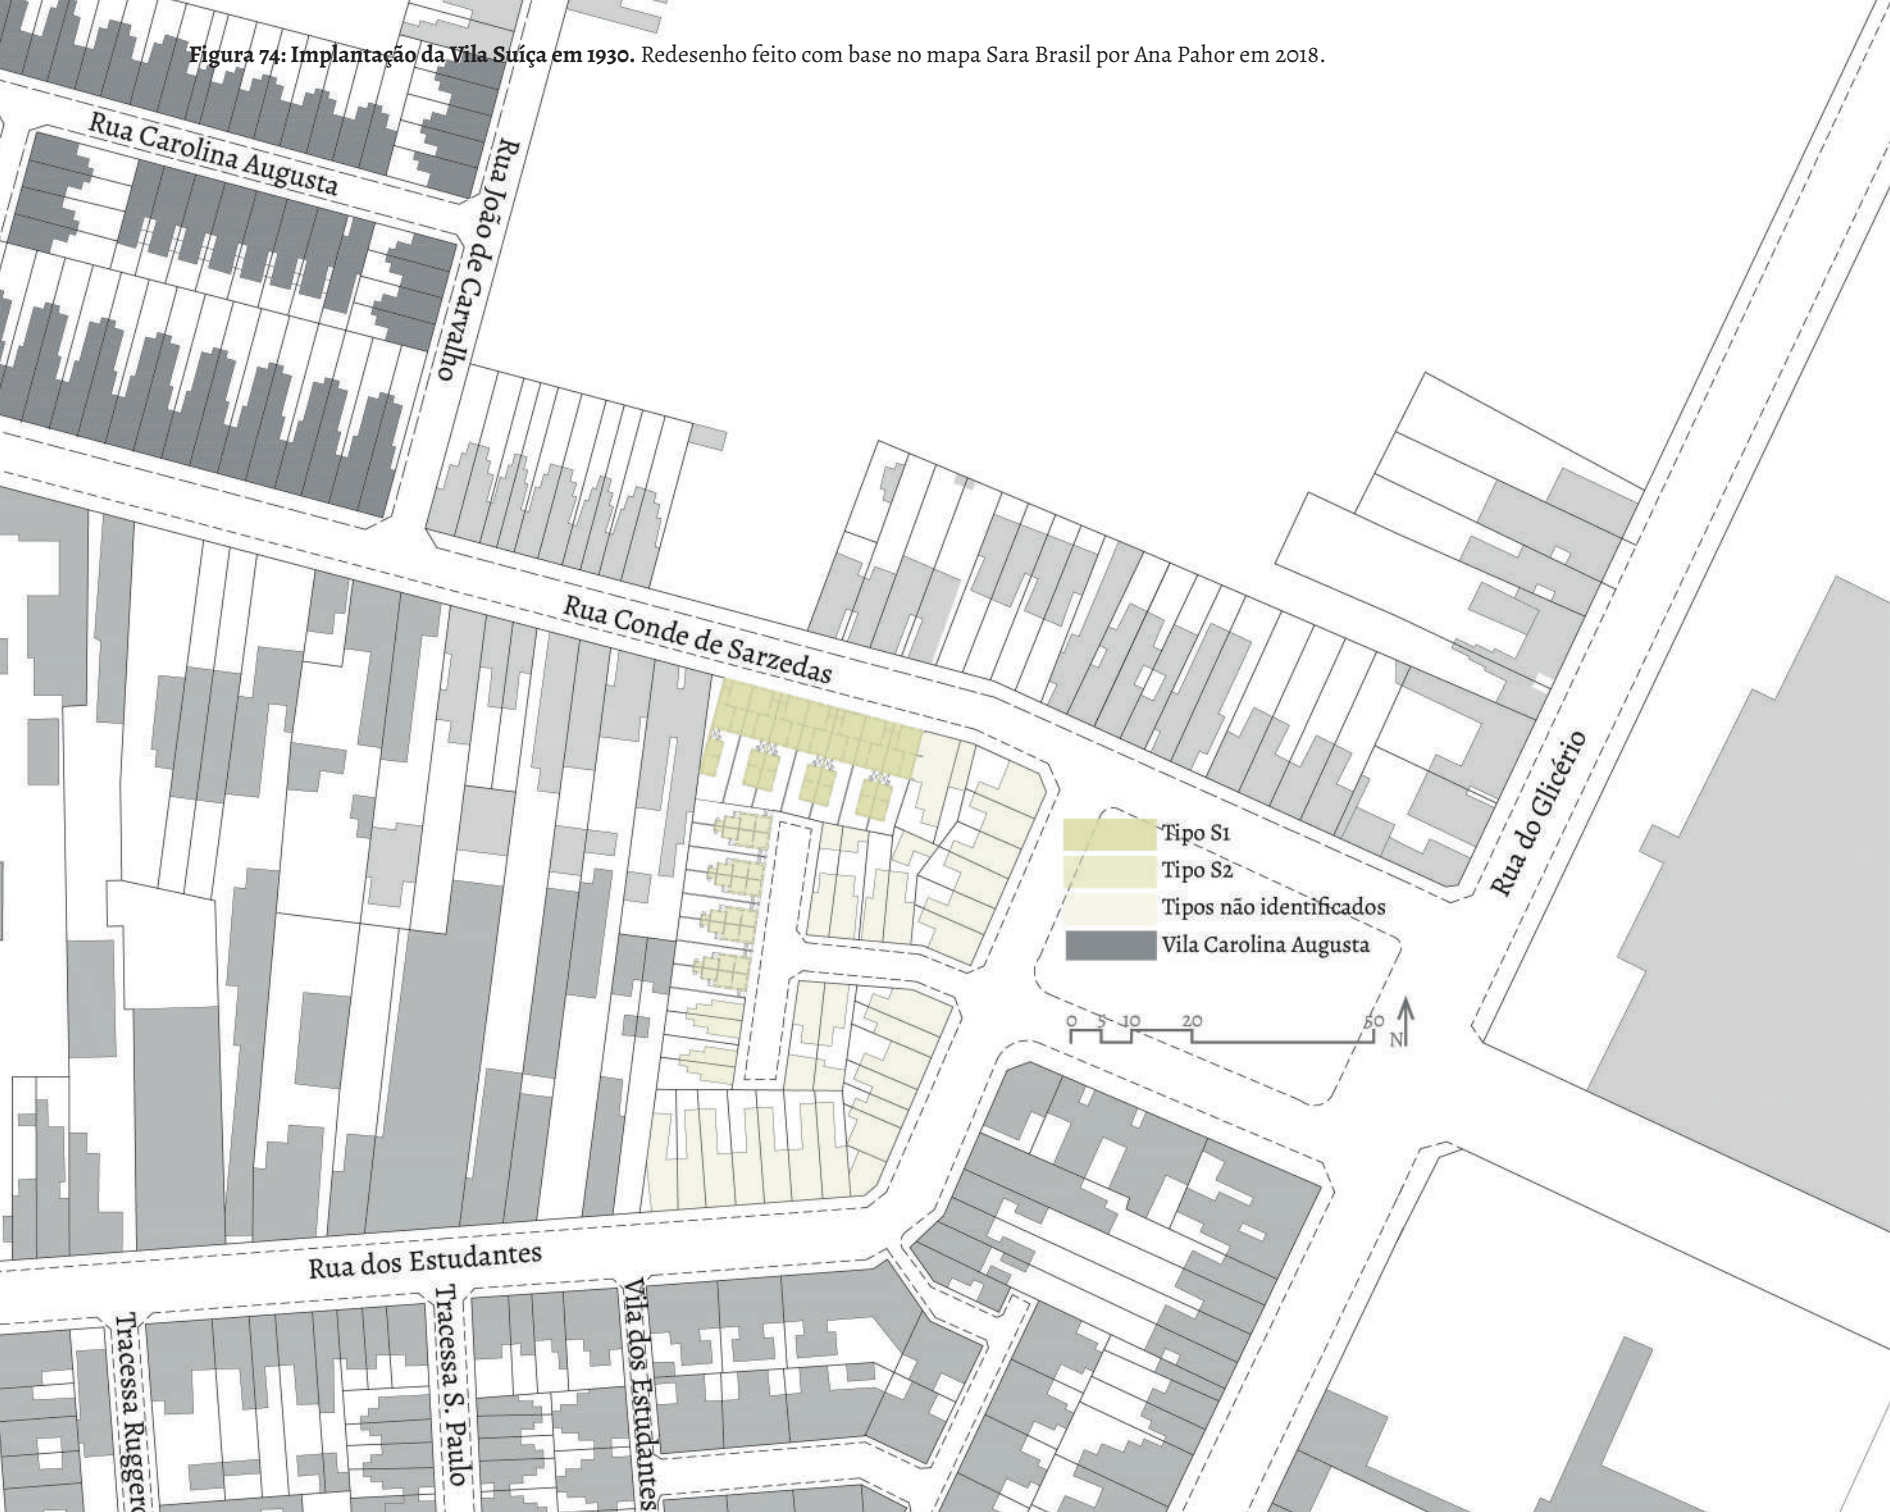 Figura 74: Implantação da Vila Suíça em 1930. Redesenho feito com base no mapa Sara Brasil por Ana Pahor em 2018.
Rua Carolina Augusta
Rua João de Carvalho
Rua Conde de Sarzedas
Rua do Glicério
Tipo S1
Tipo S2
Tipos não identificados
Vila Carolina Augusta
0 5 10 20 50
N
Rua dos Estudantes
Tracessa Ruggero
Tracessa S. Paulo
Vila dos Estudantes